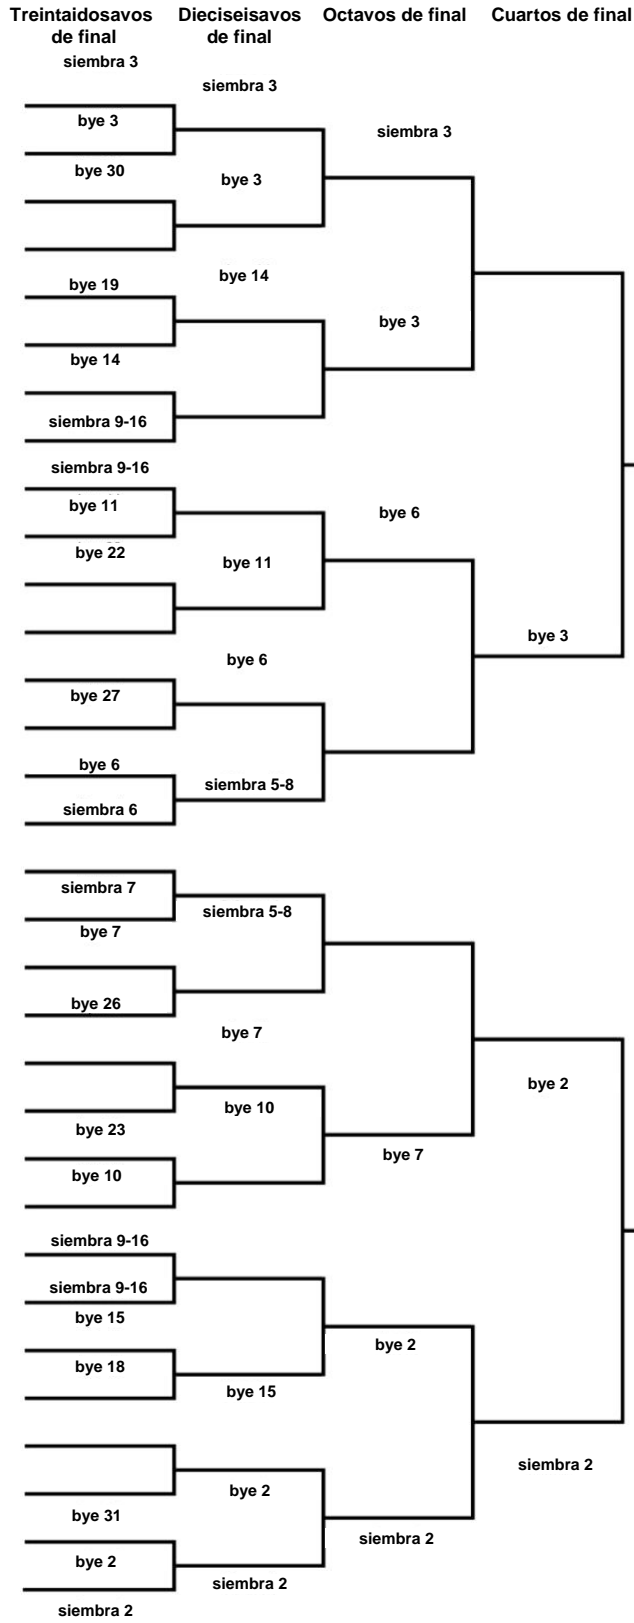 Treintaidosavos
de final
Dieciseisavos
de final
Octavos de final
Cuartos de final
siembra 3
siembra 3
bye 3
siembra 3
bye 30
bye 3
bye 14
bye 19
bye 3
bye 14
siembra 9-16
siembra 9-16
bye 11
bye 6
bye 22
bye 11
bye 3
bye 6
bye 27
bye 6
siembra 5-8
siembra 6
siembra 7
siembra 5-8
bye 7
bye 26
bye 7
bye 2
bye 10
bye 23
bye 7
bye 10
siembra 9-16
siembra 9-16
bye 15
bye 2
bye 18
bye 15
siembra 2
bye 2
bye 31
siembra 2
bye 2
siembra 2
siembra 2